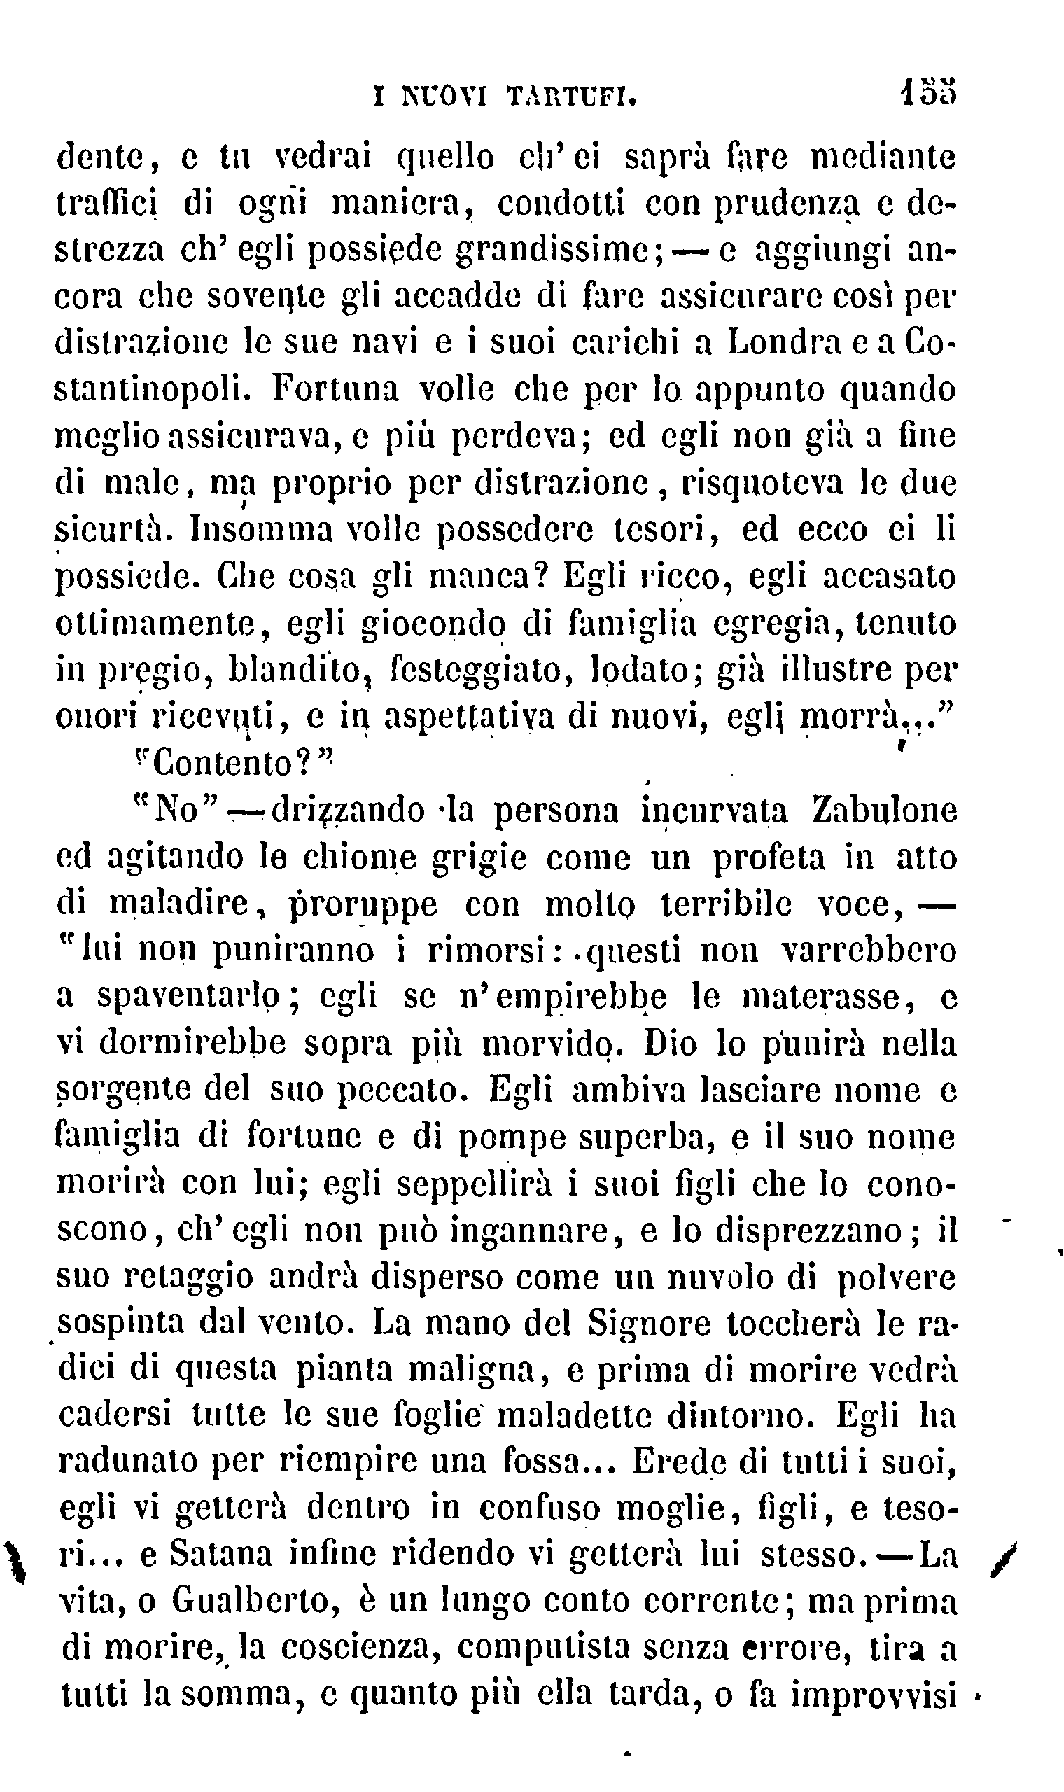 I NUOVI TARTUFI. 155
dente, e tu vedrai quello ch' ei saprà fare mediante
traffici di ogni maniera, condotti con prudenza e de-
strezza ch' egli possiede grandissime; — e aggiungi an-
cora che sovente gli accadde di fare assicurare così per
distrazione le sue navi e i suoi carichi a Londra e a Co-
stantinopoli. Fortuna volle che per lo appunto quando
meglio assicurava, e più perdeva; ed egli non già a fine
di male, ma proprio per distrazione, risquoteva le due
sicurtà. Insomma volle possedere tesori, ed ecco ei li
possiede. Che cosa gli manca? Egli ricco, egli accasato
ottimamente, egli giocondo di famiglia egregia, tenuto
in pregio, blandito, festeggiato, lodato; già illustre per
onori ricevuti, e in aspettativa di nuovi, egli morrà..."
"Contento?"
"No" — drizzando la persona incurvata Zabulone
ed agitando le chiome grigie come un profeta in atto
di maladire, proruppe con molto terribile voce, —
"lui non puniranno i rimorsi: questi non varrebbero
a spaventarlo; egli se n' empirebbe le materasse, e
vi dormirebbe sopra più morvido. Dio lo punirà nella
sorgente del suo peccato. Egli ambiva lasciare nome e
famiglia di fortune e di pompe superba, e il suo nome
morirà con lui; egli seppellirà i suoi figli che lo cono-
scono, ch' egli non può ingannare, e lo disprezzano; il
suo retaggio andrà disperso come un nuvolo di polvere
sospinta dal vento. La mano del Signore toccherà le ra-
dici di questa pianta maligna, e prima di morire vedrà
cadersi tutte le sue foglie maladette dintorno. Egli ha
radunato per riempire una fossa... Erede di tutti i suoi,
egli vi getterà dentro in confuso moglie, figli, e teso-
ri... e Satana infine ridendo vi getterà lui stesso. — La
vita, o Gualberto, è un lungo conto corrente; ma prima
di morire, la coscienza, computista senza errore, tira a
tutti la somma, e quanto più ella tarda, o fa improvvisi